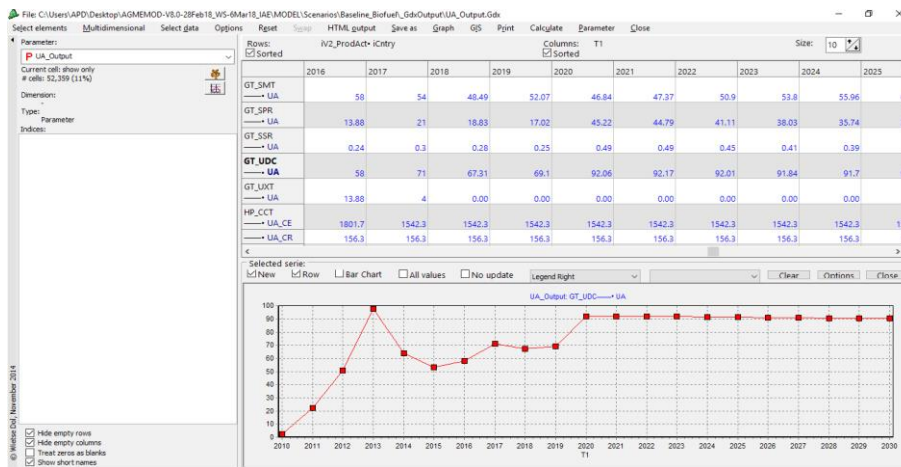 File: C:\Users\APD\Desktop\AGMEMOD-V8.0-28Feb18_WS-6Mar18_IAE\MODEL\Scenarios\Baseline_Biofuel\_GdxOutput\UA_Output.Gdx
Select elements Multidimensional Select data Options Reset Swap HTML output Save as Graph GIS Print Calculate Parameter Close
Parameter:
P UA_Output
Current cell: show only
# cells: 52,359 (11%)
Dimension:
-
Type:
Parameter
Indices:
Hide empty rows
Hide empty columns
Treat zeros as blanks
Show short names
© Wietse Dol, November 2014
Rows: iV2_ProdAct• iCntry Columns: T1 Size: 10
Sorted Sorted
2016 2017 2018 2019 2020 2021 2022 2023 2024 2025
GT_SMT
• UA 58 54 48.49 52.07 46.84 47.37 50.9 53.8 55.96
GT_SPR
• UA 13.88 21 18.83 17.02 45.22 44.79 41.11 38.03 35.74
GT_SSR
• UA 0.24 0.3 0.28 0.25 0.49 0.49 0.45 0.41 0.39
GT_UDC
• UA 58 71 67.31 69.1 92.06 92.17 92.01 91.84 91.7
GT_UXT
• UA 13.88 4 0.00 0.00 0.00 0.00 0.00 0.00 0.00
HP_CCT
• UA_CE 1801.7 1542.3 1542.3 1542.3 1542.3 1542.3 1542.3 1542.3 1542.3 1
• UA_CR 156.3 156.3 156.3 156.3 156.3 156.3 156.3 156.3 156.3
Selected serie:
New Row Bar Chart All values No update Legend Right Clear Options Close
UA_Output: GT_UDC——• UA
100
90
80
70
60
50
40
30
20
10
0
2010 2011 2012 2013 2014 2015 2016 2017 2018 2019 2020 2021 2022 2023 2024 2025 2026 2027 2028 2029 2030
T1